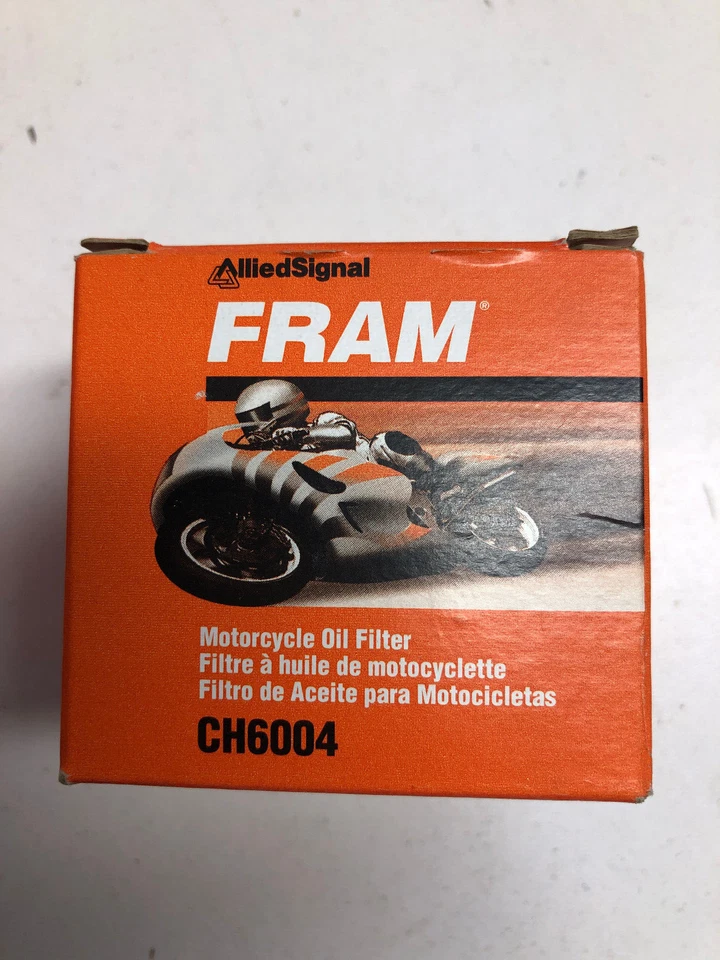 AlliedSignal
FRAM®
Motorcycle Oil Filter
Filtre à huile de motocyclette
Filtro de Aceite para Motocicletas
CH6004